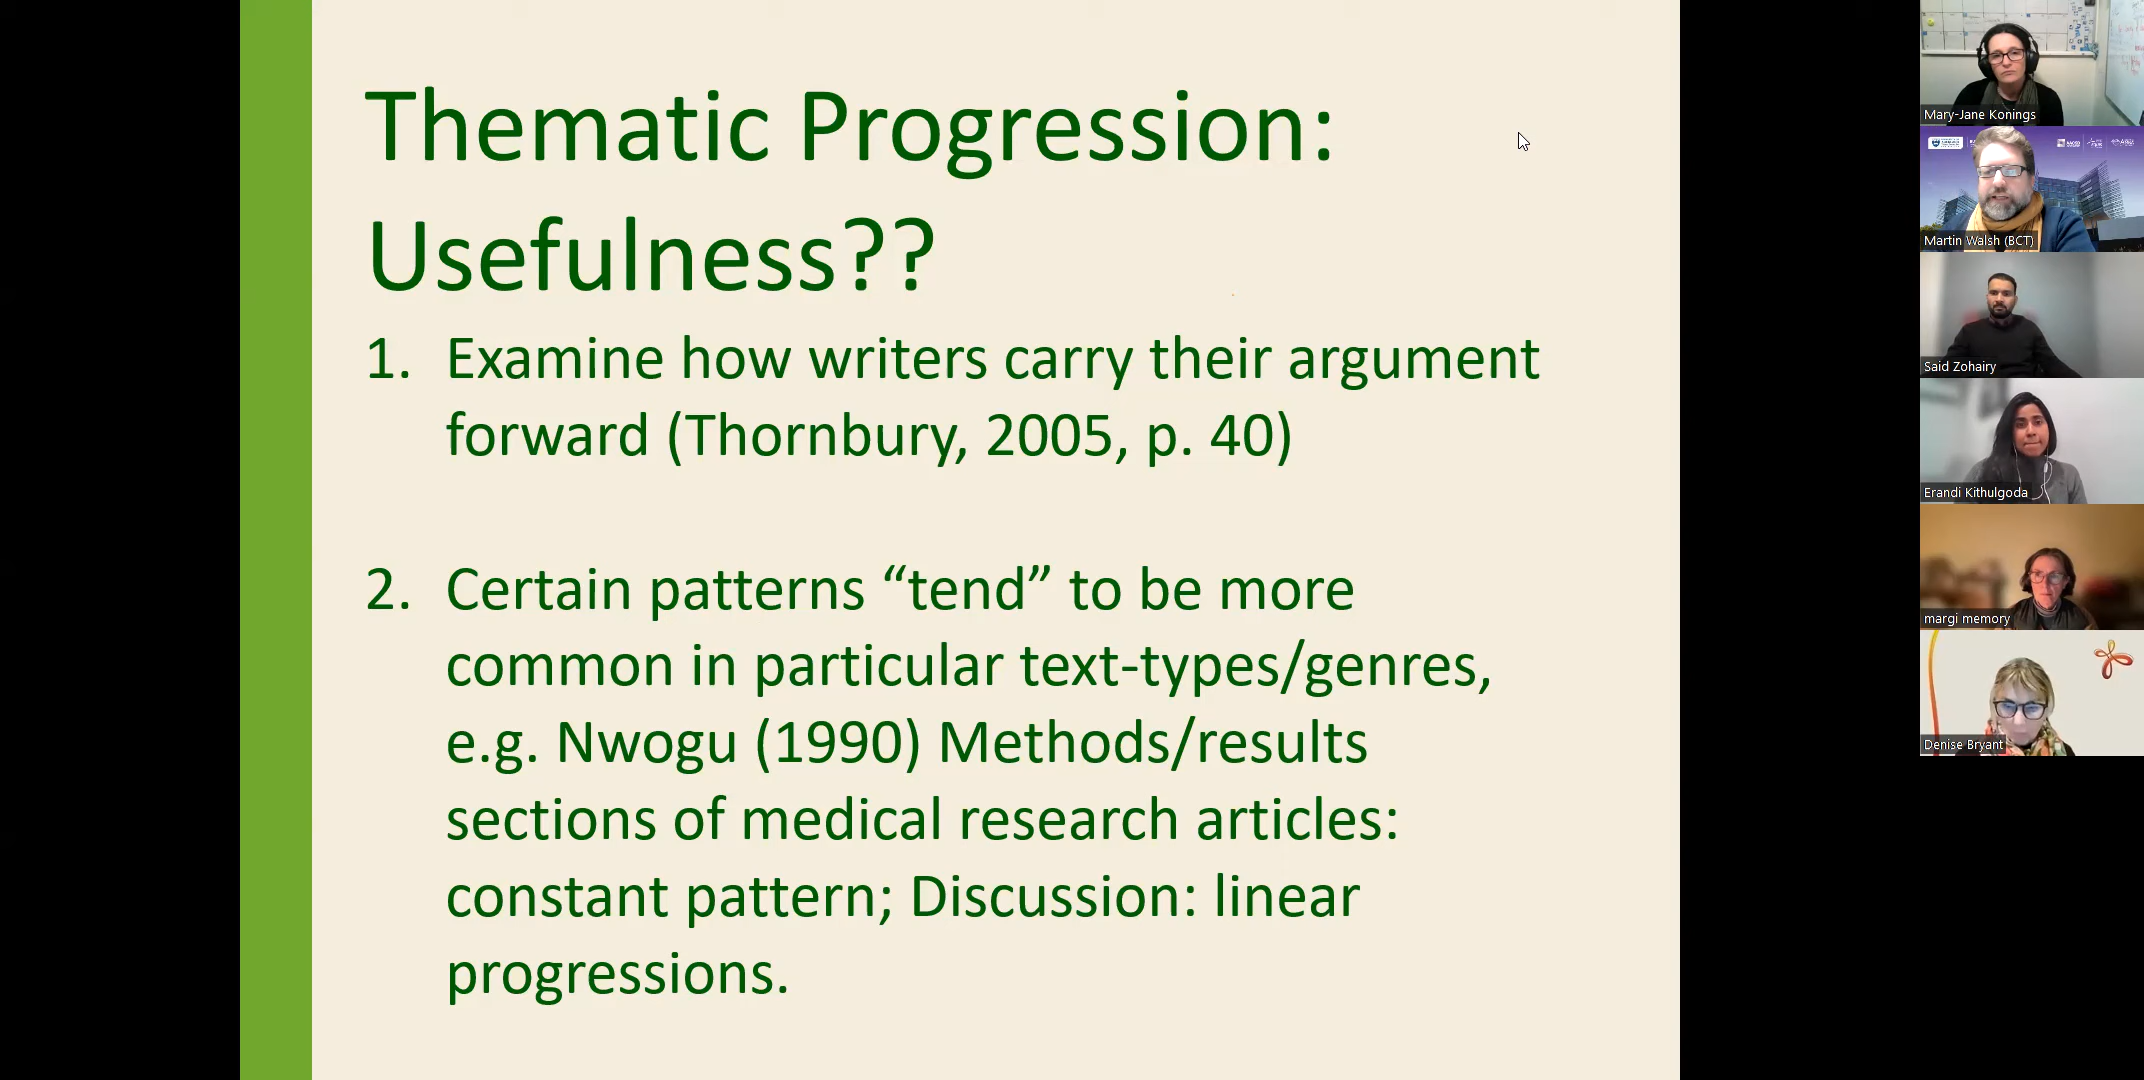 Thematic Progression:
Usefulness??
1. Examine how writers carry their argument
forward (Thornbury, 2005, p. 40)
2. Certain patterns “tend” to be more
common in particular text-types/genres,
e.g. Nwogu (1990) Methods/results
sections of medical research articles:
constant pattern; Discussion: linear
progressions.
Mary-Jane Konings
Martin Walsh (BCT)
Said Zohairy
Erandi Kithulgoda
margi memory
Denise Bryant